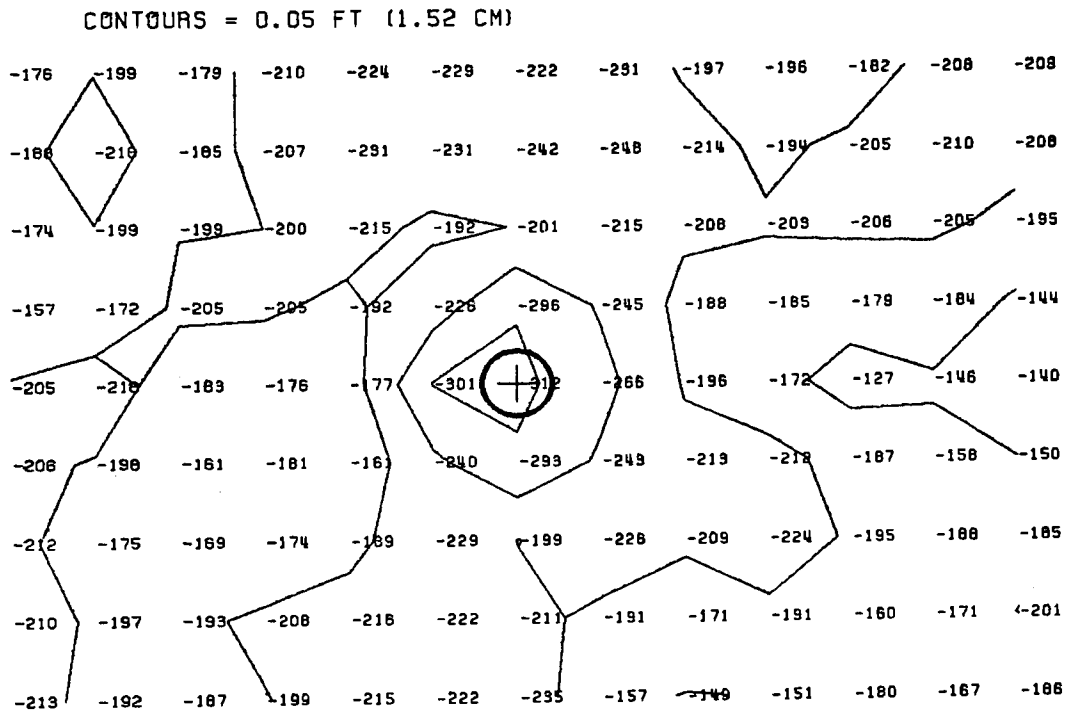 CONTOURS = 0.05 FT (1.52 CM)
-176 -199 -179 -210 -224 -229 -222 -231 -197 -196 -182 -208 -208
-188 -218 -185 -207 -231 -231 -242 -248 -214 -194 -205 -210 -208
-174 -199 -199 -200 -215 -192 -201 -215 -208 -209 -206 -205 -195
-157 -172 -205 -205 -192 -226 -296 -245 -188 -185 -179 -184 -144
-205 -218 -183 -176 -177 -301 -312 -266 -196 -172 -127 -146 -140
-206 -198 -161 -181 -161 -240 -293 -249 -213 -212 -187 -158 -150
-212 -175 -169 -174 -189 -229 -199 -226 -209 -224 -195 -188 -185
-210 -197 -193 -208 -216 -222 -211 -191 -171 -191 -160 -171 -201
-213 -192 -187 -199 -215 -222 -235 -157 -149 -151 -180 -167 -186